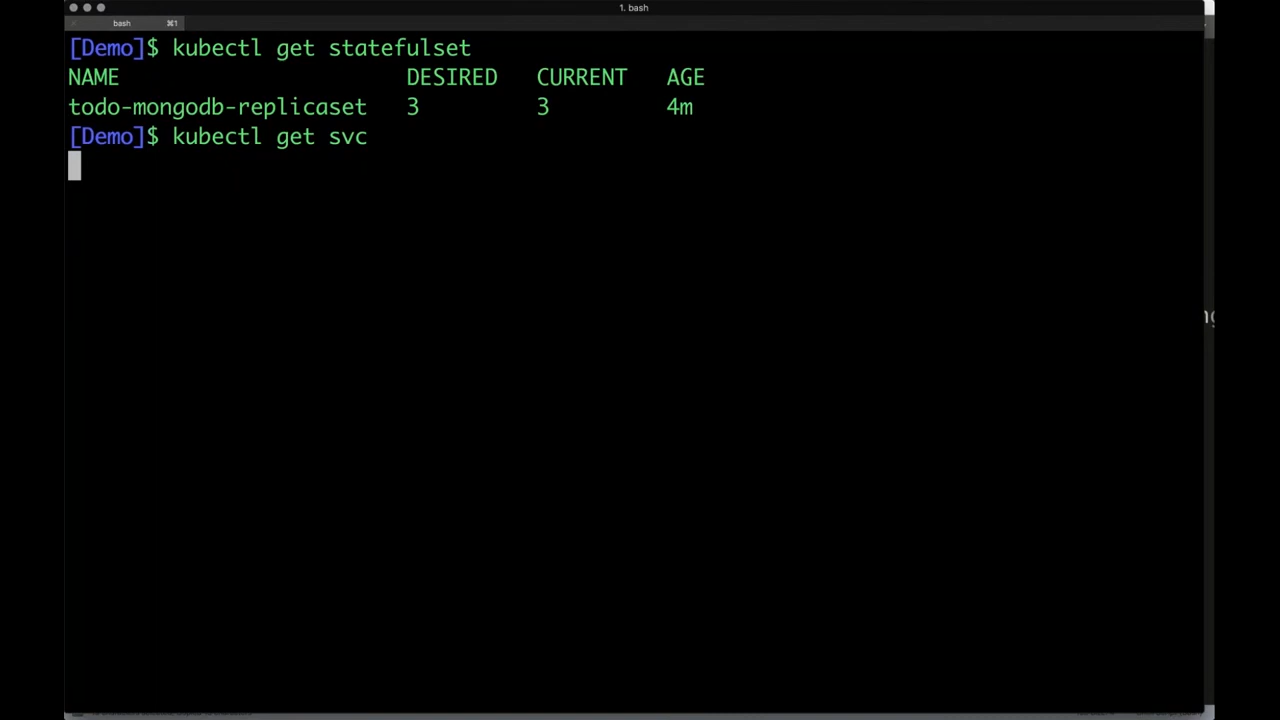 1. bash
bash ⌘1
[Demo]$ kubectl get statefulset
NAME DESIRED CURRENT AGE
todo-mongodb-replicaset 3 3 4m
[Demo]$ kubectl get svc